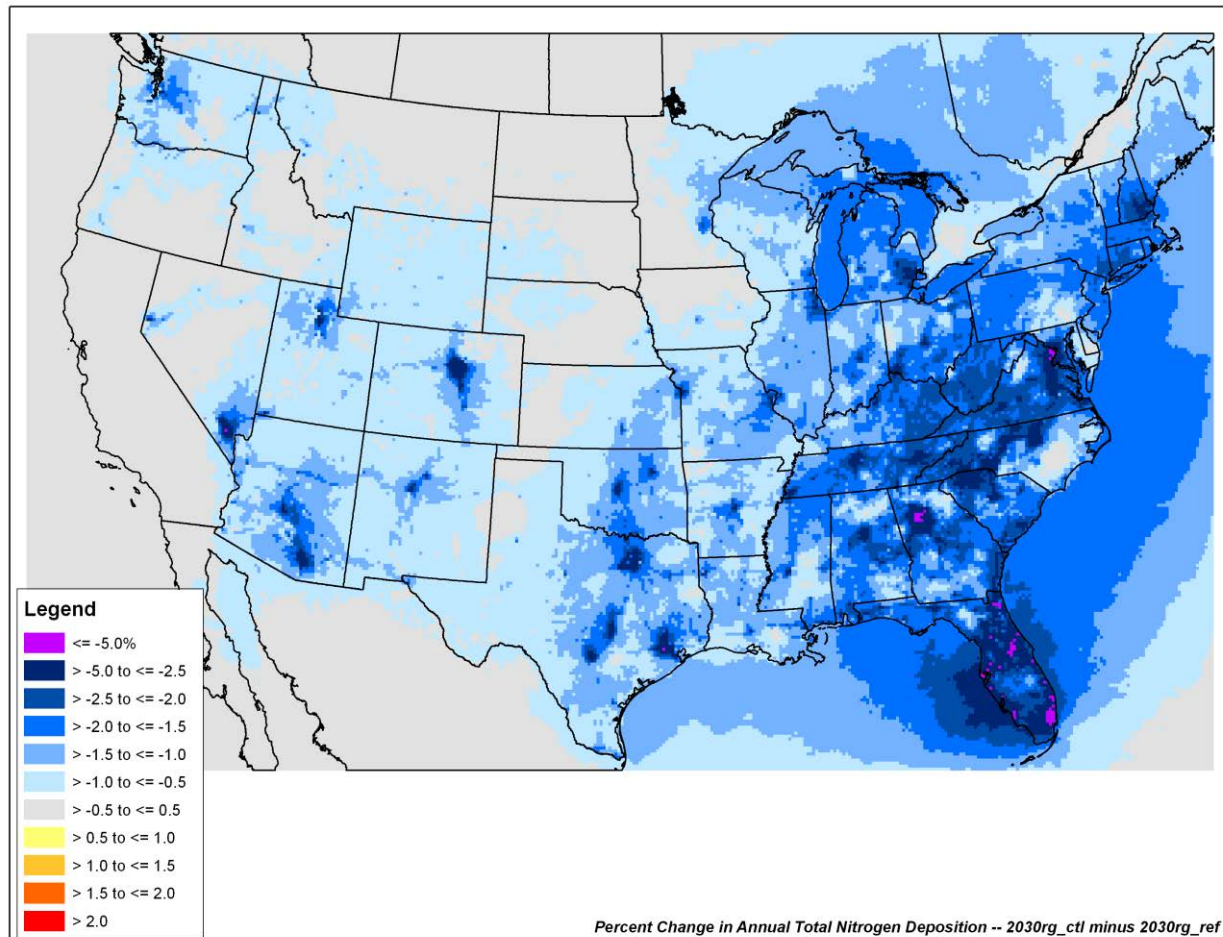 Legend
<= -5.0%
> -5.0 to <= -2.5
> -2.5 to <= -2.0
> -2.0 to <= -1.5
> -1.5 to <= -1.0
> -1.0 to <= -0.5
> -0.5 to <= 0.5
> 0.5 to <= 1.0
> 1.0 to <= 1.5
> 1.5 to <= 2.0
> 2.0
Percent Change in Annual Total Nitrogen Deposition -- 2030rg_ctl minus 2030rg_ref